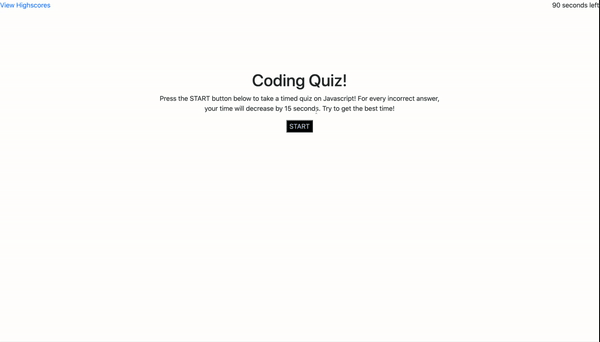 View Highscores
90 seconds left
Coding Quiz!
Press the START button below to take a timed quiz on Javascript! For every incorrect answer,
your time will decrease by 15 seconds. Try to get the best time!
START